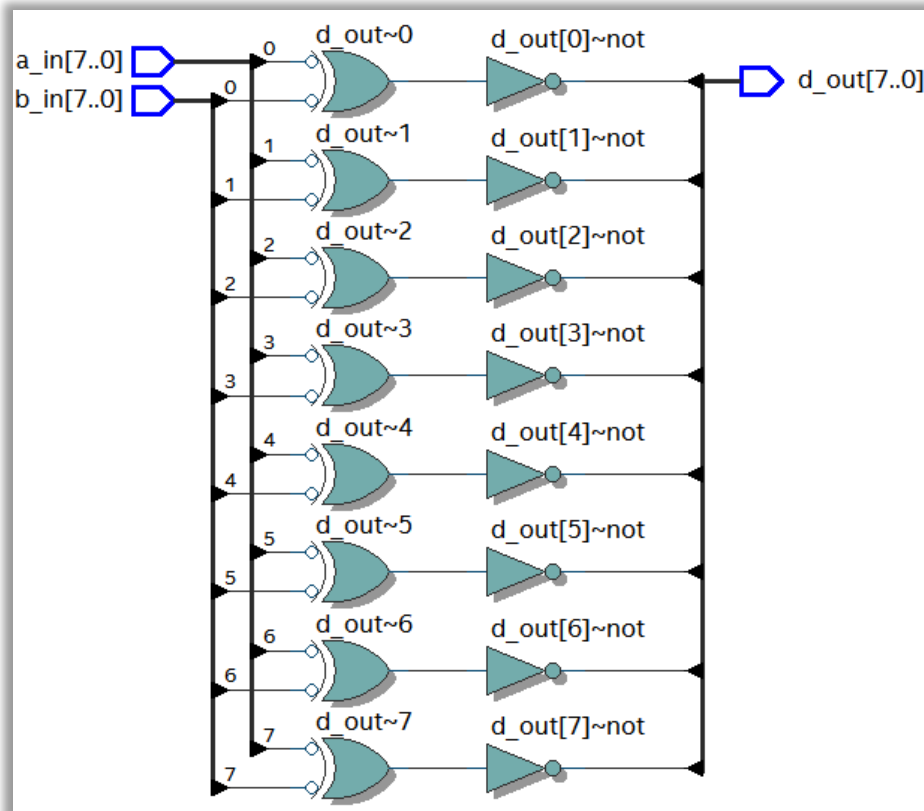 d_out~0 d_out[0]~not
a_in[7..0] 0 d_out[7..0]
b_in[7..0] 0
d_out~1 d_out[1]~not
1
1
d_out~2 d_out[2]~not
2
2
d_out~3 d_out[3]~not
3
3
d_out~4 d_out[4]~not
4
4
d_out~5 d_out[5]~not
5
5
d_out~6 d_out[6]~not
6
6
d_out~7 d_out[7]~not
7
7